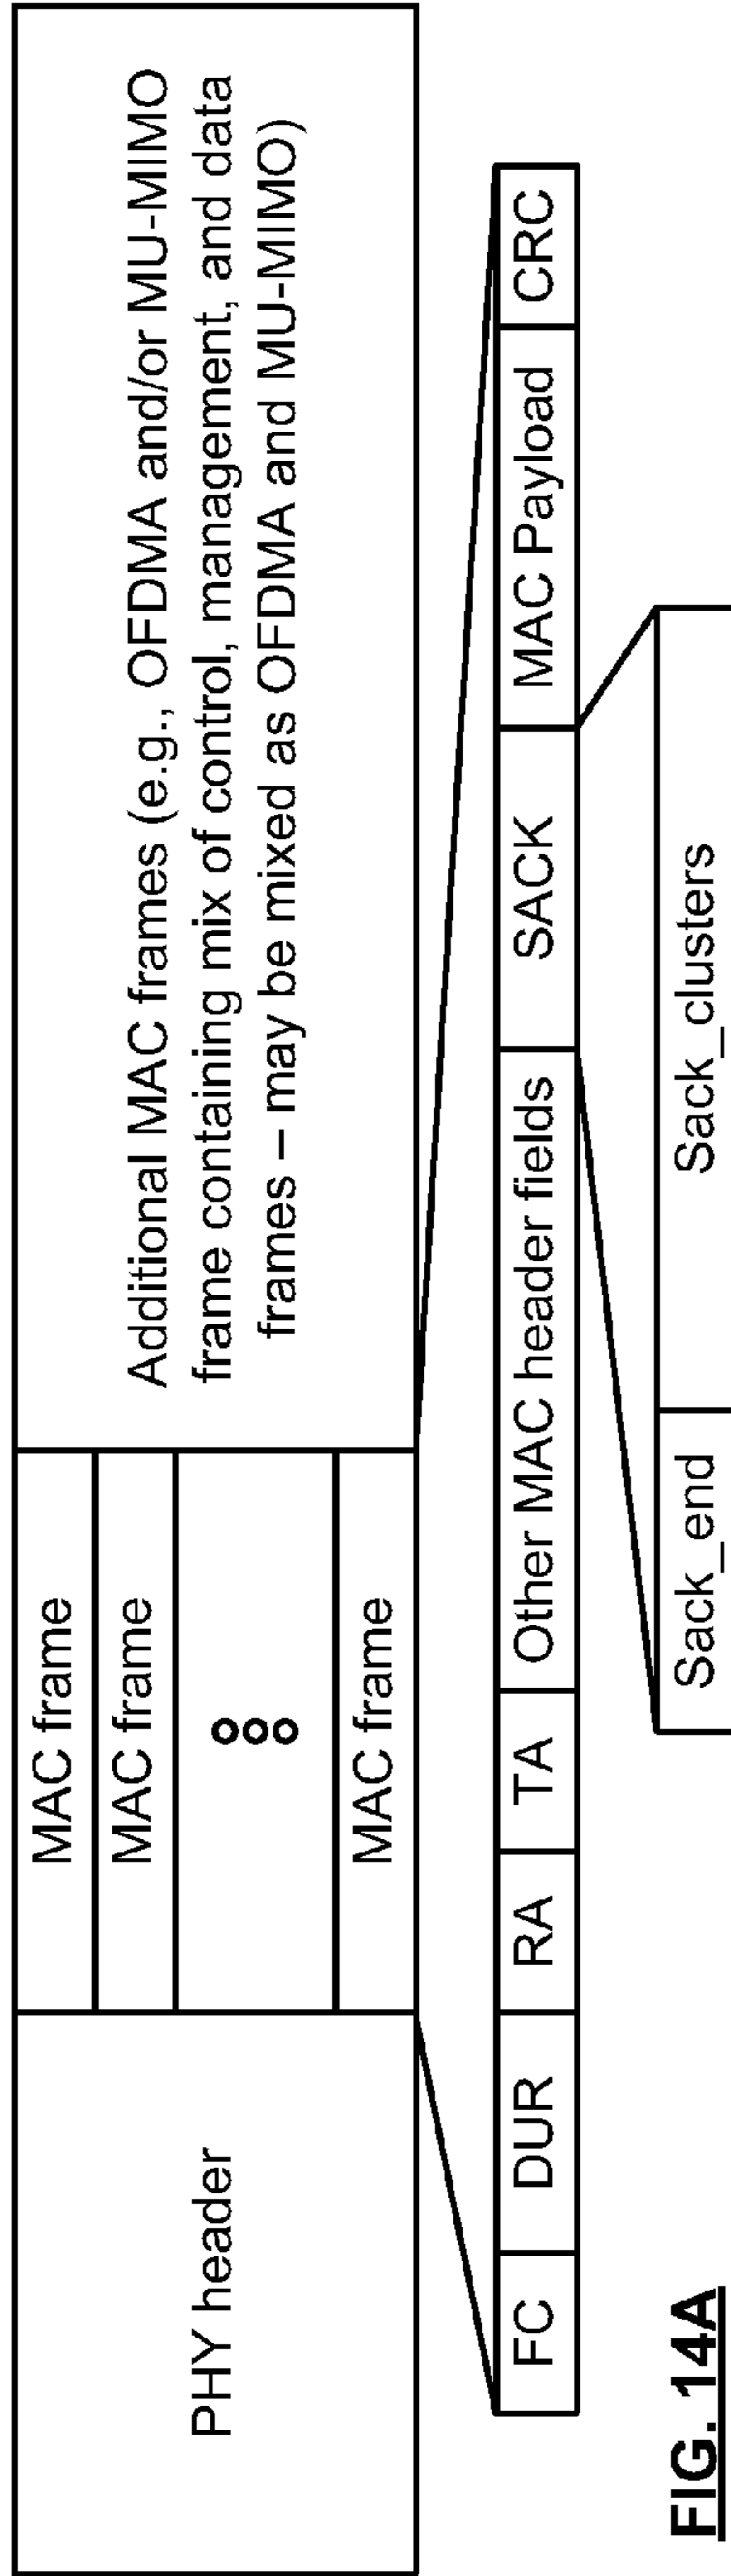 PHY header
MAC frame
MAC frame
MAC frame
Additional MAC frames (e.g., OFDMA and/or MU-MIMO
frame containing mix of control, management, and data
frames – may be mixed as OFDMA and MU-MIMO)
FC
DUR
RA
TA
Other MAC header fields
SACK
MAC Payload
CRC
Sack_end
Sack_clusters
FIG. 14A